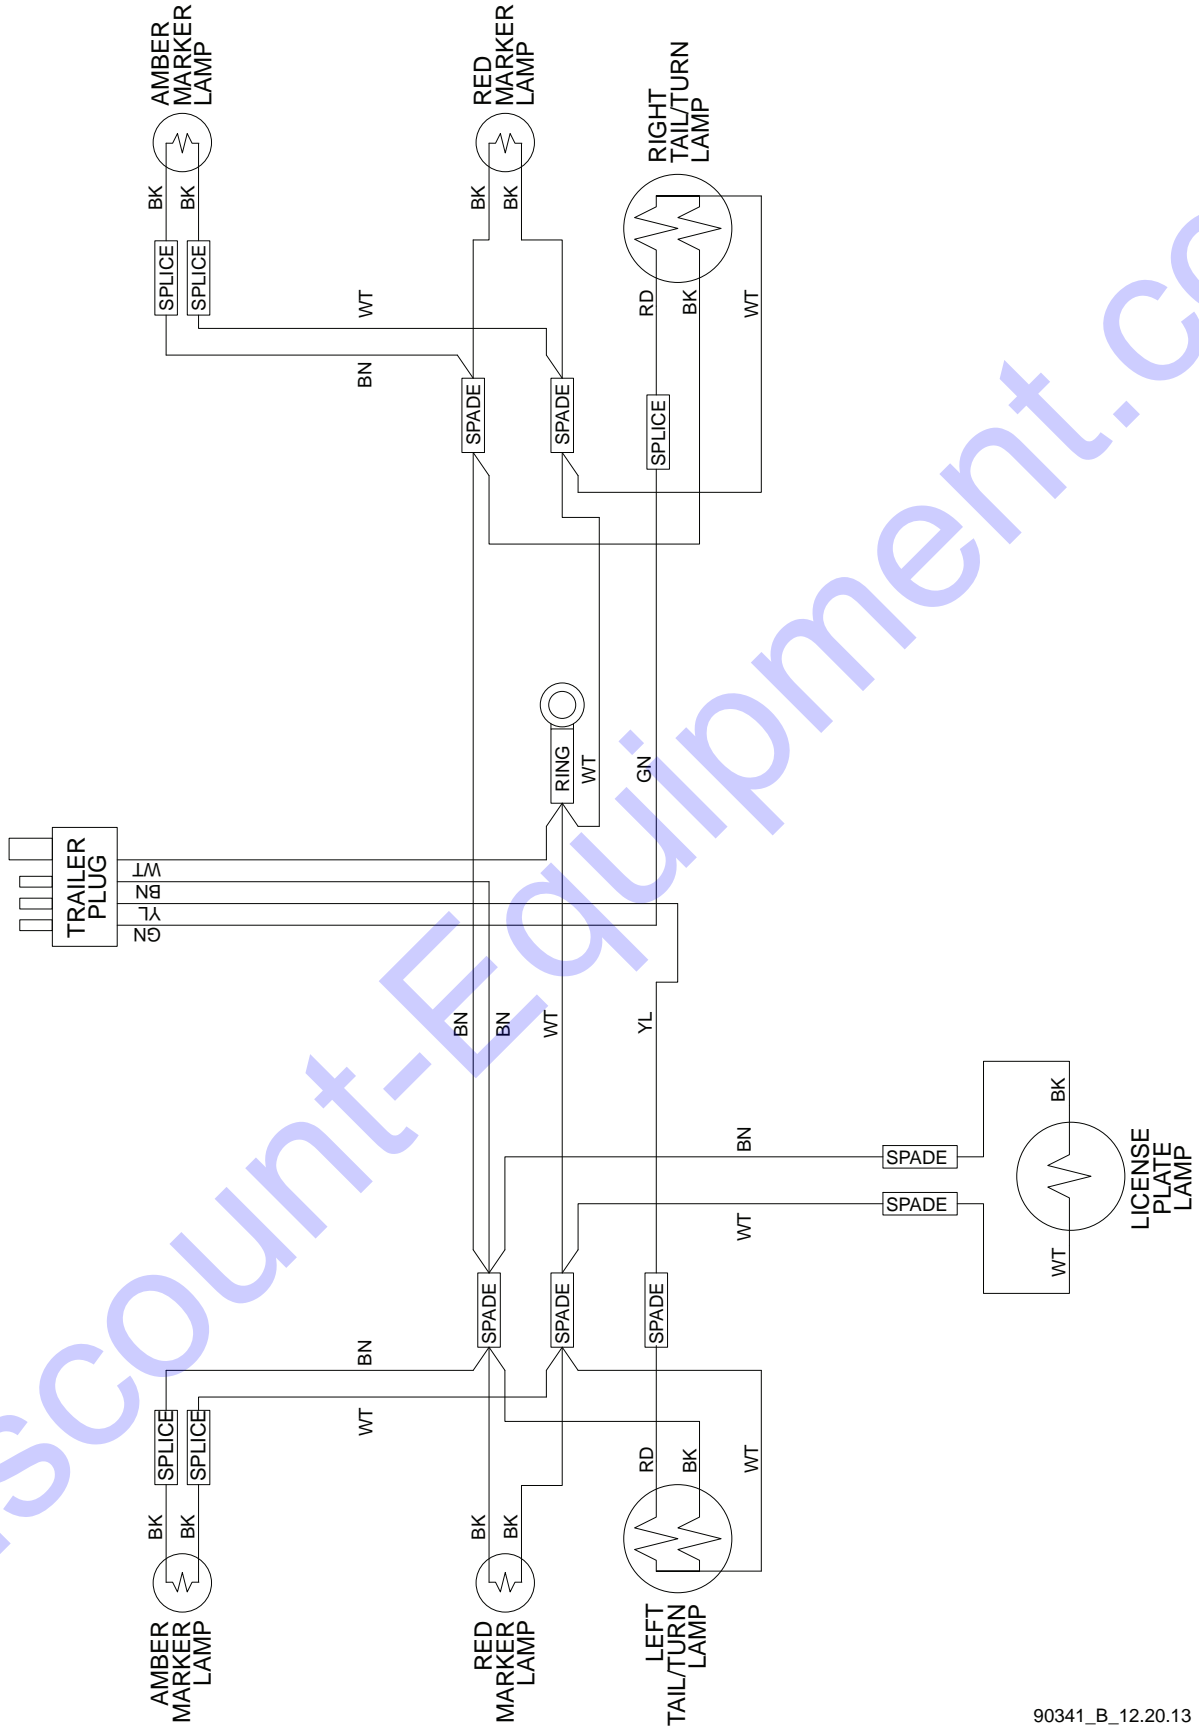 AMBER
MARKER
LAMP
RED
MARKER
LAMP
RIGHT
TAIL/TURN
LAMP
BK
BK
BK
BK
SPLICE
SPLICE
WT
BN
RD
BK
WT
SPADE
SPADE
SPLICE
RING
WT
GN
TRAILER
PLUG
WT
BN
YL
GN
BN
BN
WT
YL
BN
WT
SPADE
SPADE
BK
WT
LICENSE
PLATE
LAMP
SPADE
SPADE
SPADE
BN
WT
SPLICE
SPLICE
BK
BK
BK
BK
RD
BK
WT
AMBER
MARKER
LAMP
RED
MARKER
LAMP
LEFT
TAIL/TURN
LAMP
90341_B_12.20.13
scount-Equipment.co